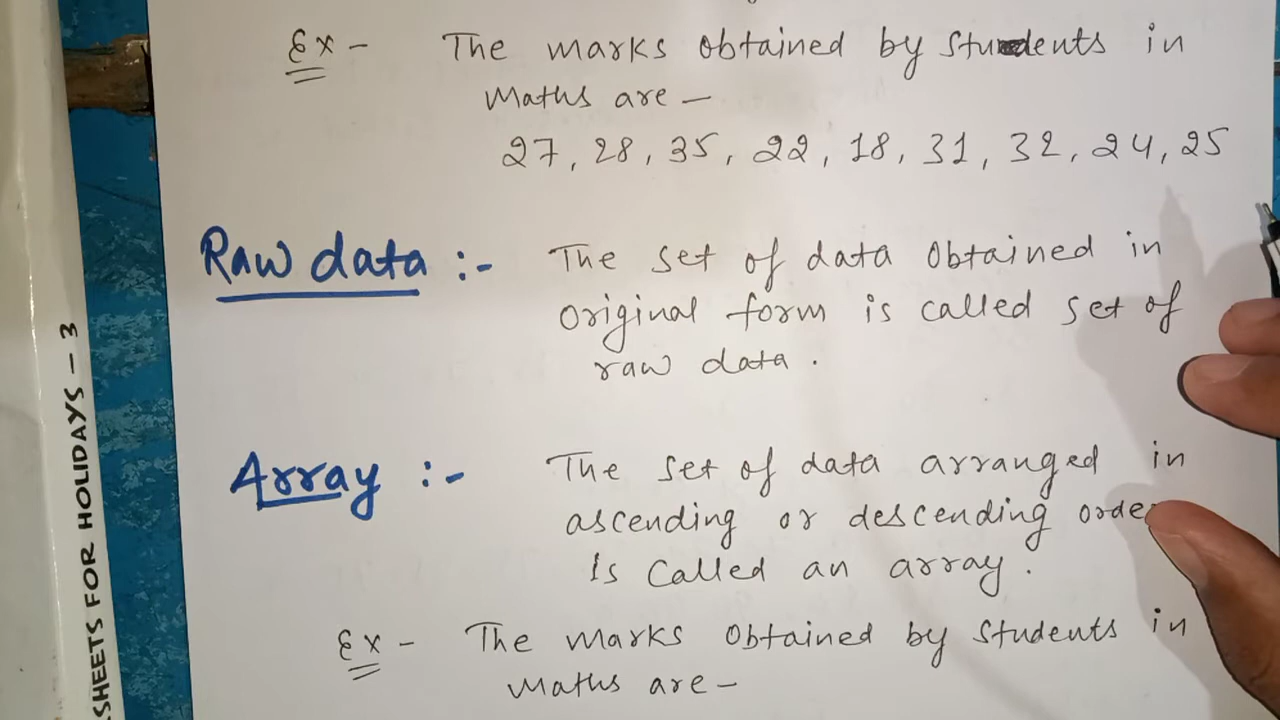 Ex - The marks obtained by students in
Maths are -
27, 28, 35, 22, 18, 31, 32, 24, 25
Raw data :- The set of data obtained in
original form is called set of
raw data.
Array :- The set of data arranged in
ascending or descending orde
is called an array.
Ex - The marks obtained by students in
Maths are -
SHEETS FOR HOLIDAYS - 3